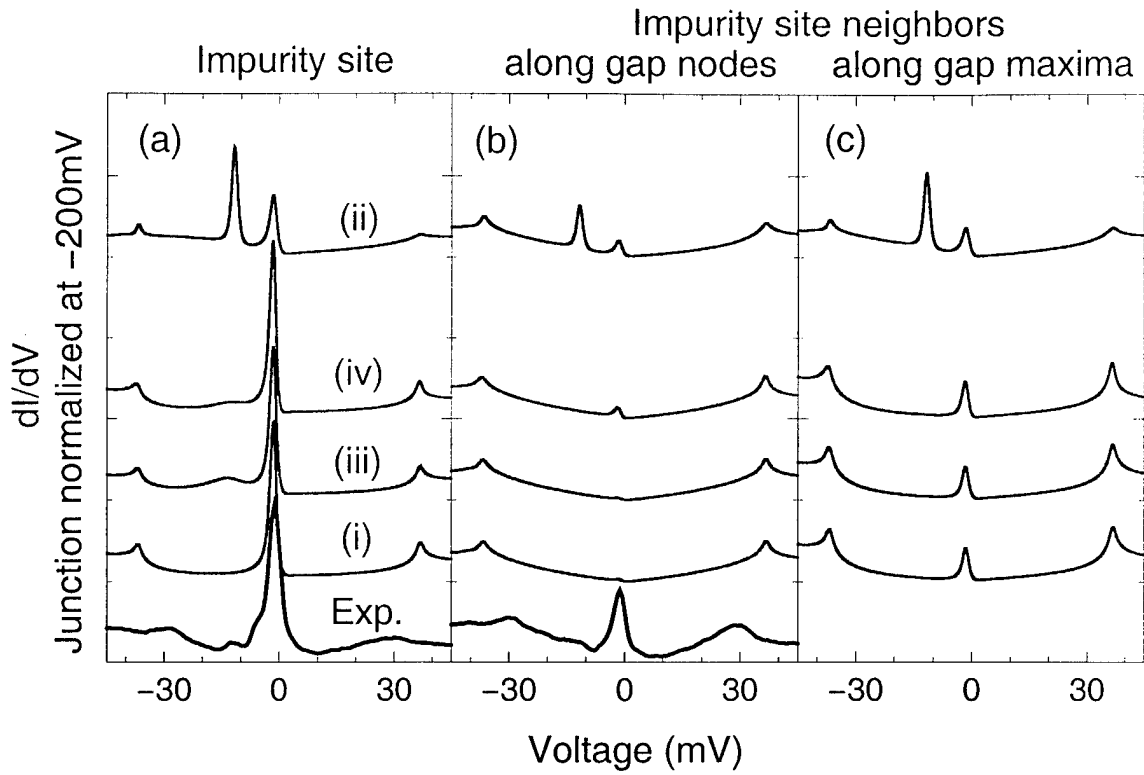 Impurity site neighbors
Impurity site
along gap nodes
along gap maxima
(a)
(b)
(c)
(ii)
(iv)
(iii)
(i)
Exp.
dI/dV
Junction normalized at −200mV
−30
0
30
−30
0
30
−30
0
30
Voltage (mV)